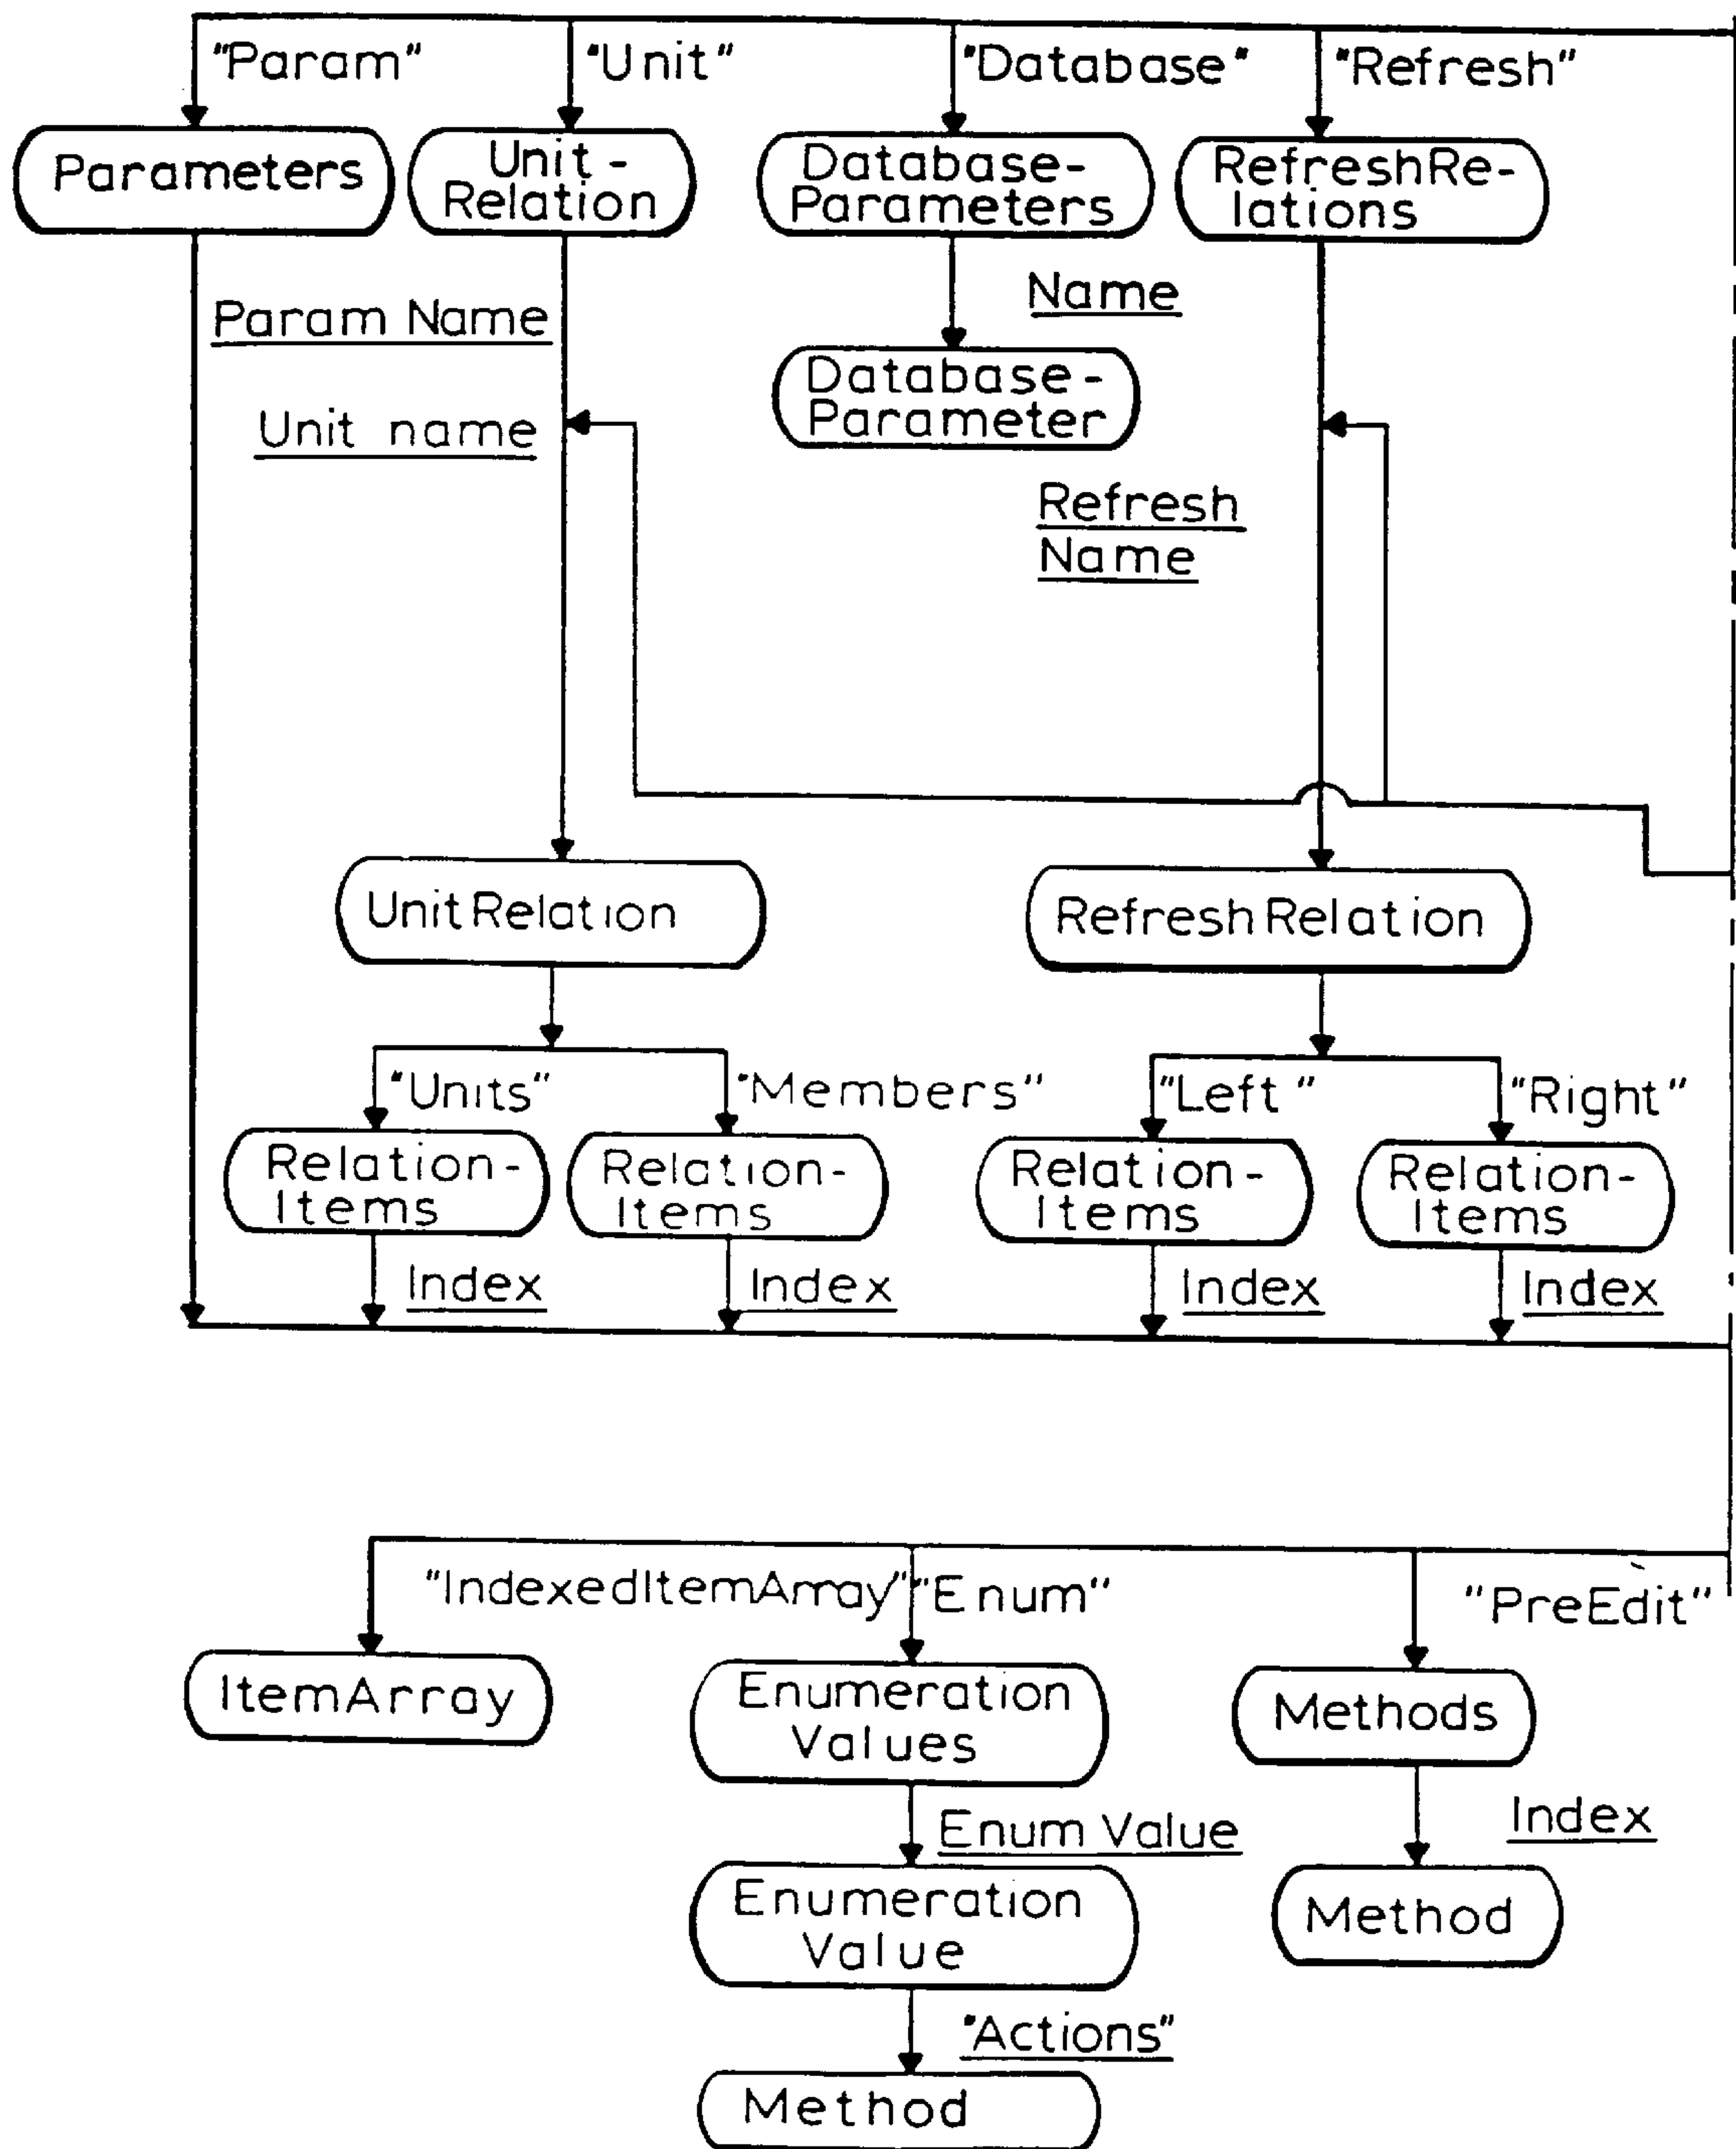 "Param"
"Unit"
"Database"
"Refresh"
Parameters
Unit-
Relation
Database-
Parameters
RefreshRe-
lations
Param Name
Name
Database-
Parameter
Unit name
Refresh
Name
UnitRelation
RefreshRelation
"Units"
"Members"
"Left"
"Right"
Relation-
Items
Relation-
Items
Relation-
Items
Relation-
Items
Index
Index
Index
Index
"IndexedItemArray"
"Enum"
"PreEdit"
ItemArray
Enumeration
Values
Methods
Enum Value
Index
Enumeration
Value
Method
"Actions"
Method